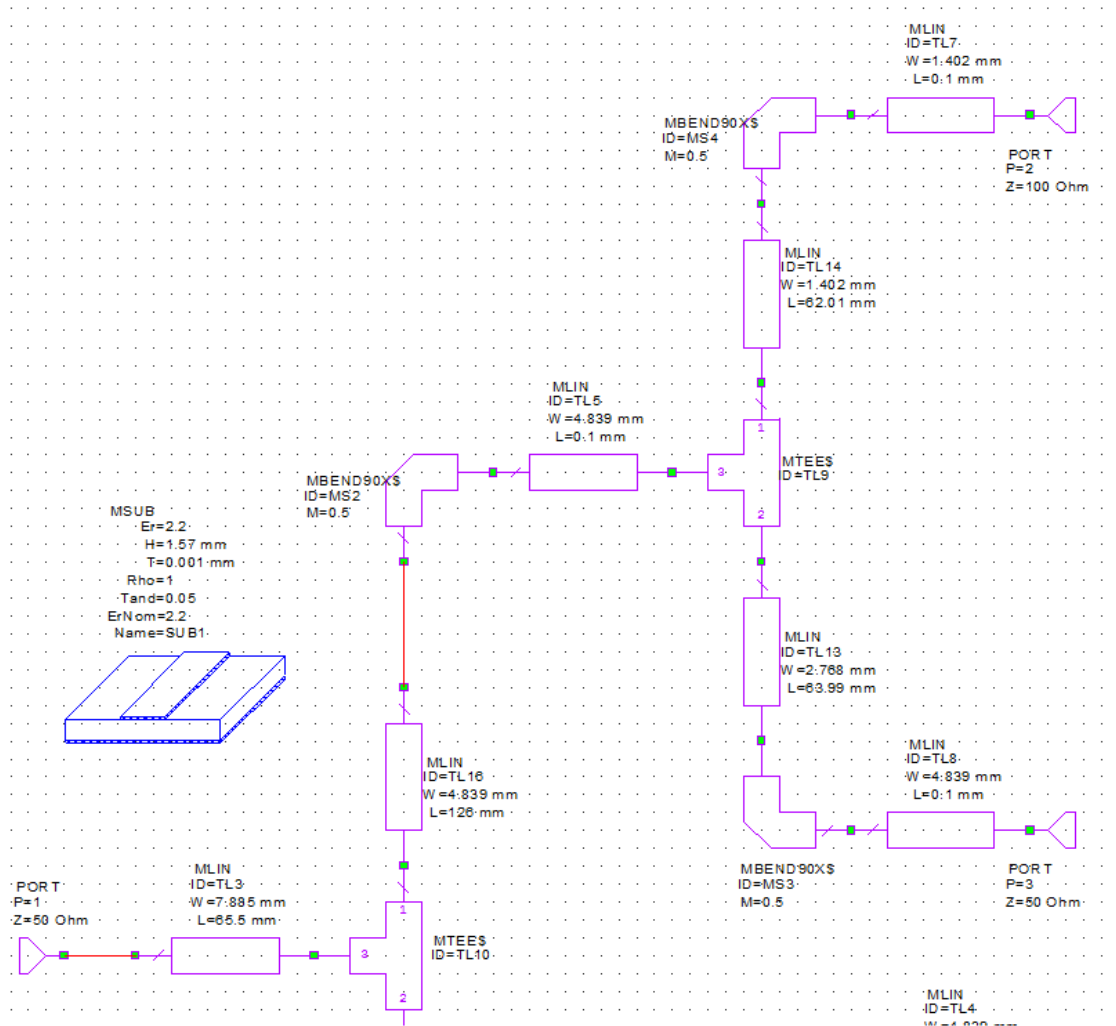 MLIN
ID=TL7
W=1.402 mm
L=0.1 mm
MBEND90X$
ID=MS4
M=0.5
PORT
P=2
Z=100 Ohm
MLIN
ID=TL14
W=1.402 mm
L=62.01 mm
MLIN
ID=TL5
W=4.839 mm
L=0.1 mm
1
3
2
MTEE$
ID=TL9
MBEND90X$
ID=MS2
M=0.5
MSUB
Er=2.2
H=1.57 mm
T=0.001 mm
Rho=1
Tand=0.05
ErNom=2.2
Name=SUB1
MLIN
ID=TL13
W=2.768 mm
L=63.99 mm
MLIN
ID=TL16
W=4.839 mm
L=126 mm
MLIN
ID=TL8
W=4.839 mm
L=0.1 mm
MBEND90X$
ID=MS3
M=0.5
PORT
P=3
Z=50 Ohm
PORT
P=1
Z=50 Ohm
MLIN
ID=TL3
W=7.885 mm
L=65.5 mm
1
3
2
MTEE$
ID=TL10
MLIN
ID=TL4
W=4.839 mm